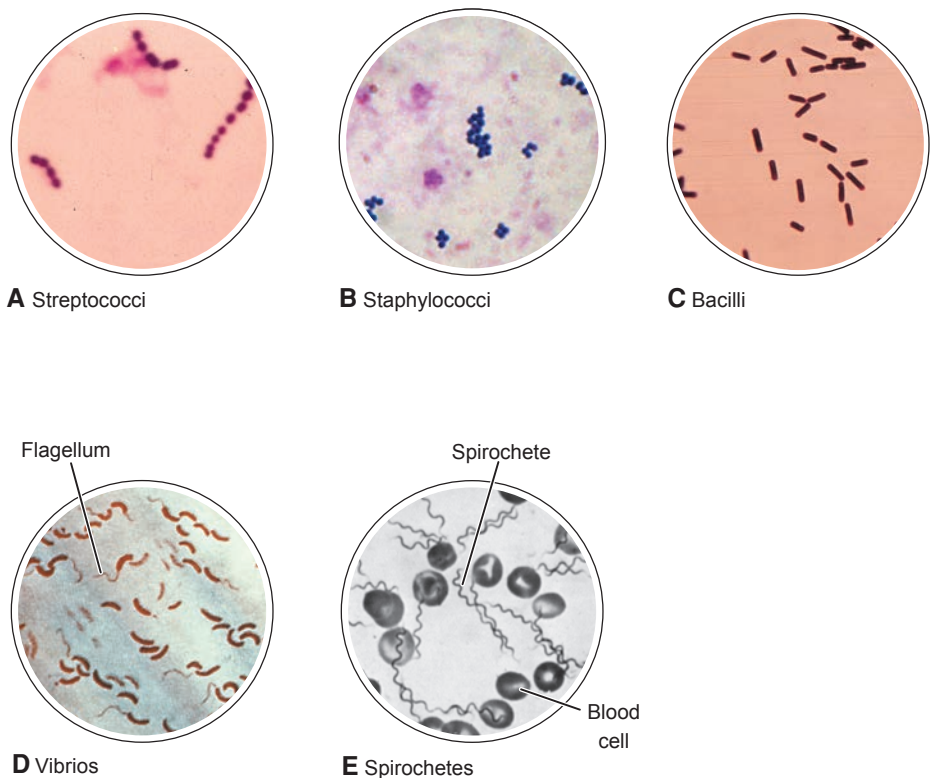 A Streptococci
B Staphylococci
C Bacilli
Flagellum
Spirochete
Blood
cell
D Vibrios
E Spirochetes